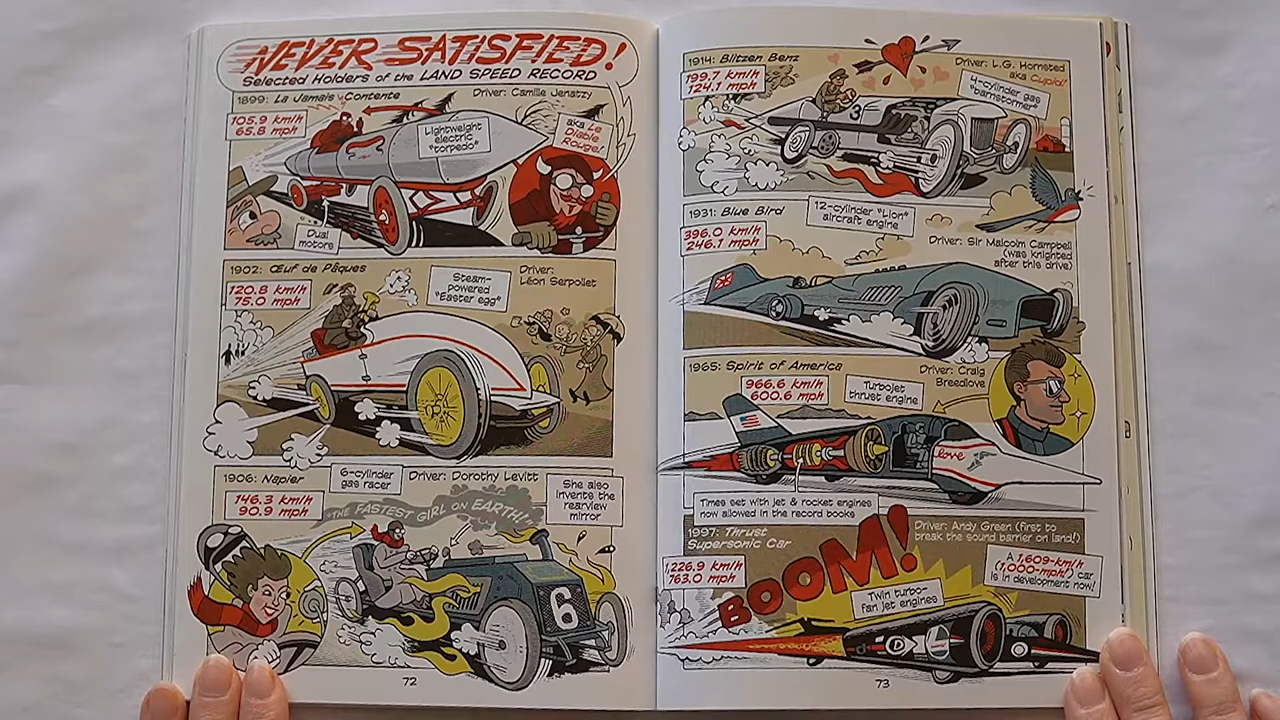 NEVER SATISFIED!
Selected Holders of the LAND SPEED RECORD
1899: La Jamais Contente
Driver: Camille Jenatzy
105.9 km/h
65.8 mph
Lightweight
electric
"torpedo"
aka Le
Diable
Rouge!
Dual
motors
1902: Œuf de Pâques
120.8 km/h
75.0 mph
Steam-
powered
"Easter egg"
Driver:
Léon Serpollet
1906: Napier
146.3 km/h
90.9 mph
6-cylinder
gas racer
Driver: Dorothy Levitt
She also
invents the
rearview
mirror
"THE FASTEST GIRL ON EARTH!"
6
72
1914: Blitzen Benz
199.7 km/h
124.1 mph
Driver: L.G. Hornsted
aka Cupid!
4-cylinder gas
"barnstormer"
3
1931: Blue Bird
396.0 km/h
246.1 mph
12-cylinder "Lion"
aircraft engine
Driver: Sir Malcolm Campbell
(was knighted
after this drive)
1965: Spirit of America
966.6 km/h
600.6 mph
Turbojet
thrust engine
Driver: Craig
Breedlove
love
Times set with jet & rocket engines
now allowed in the record books
1997: Thrust
Supersonic Car
1,226.9 km/h
763.0 mph
BOOM!
Driver: Andy Green (first to
break the sound barrier on land!)
Twin turbo-
fan jet engines
A 1,609-km/h
(1,000-mph!) car
is in development now!
73